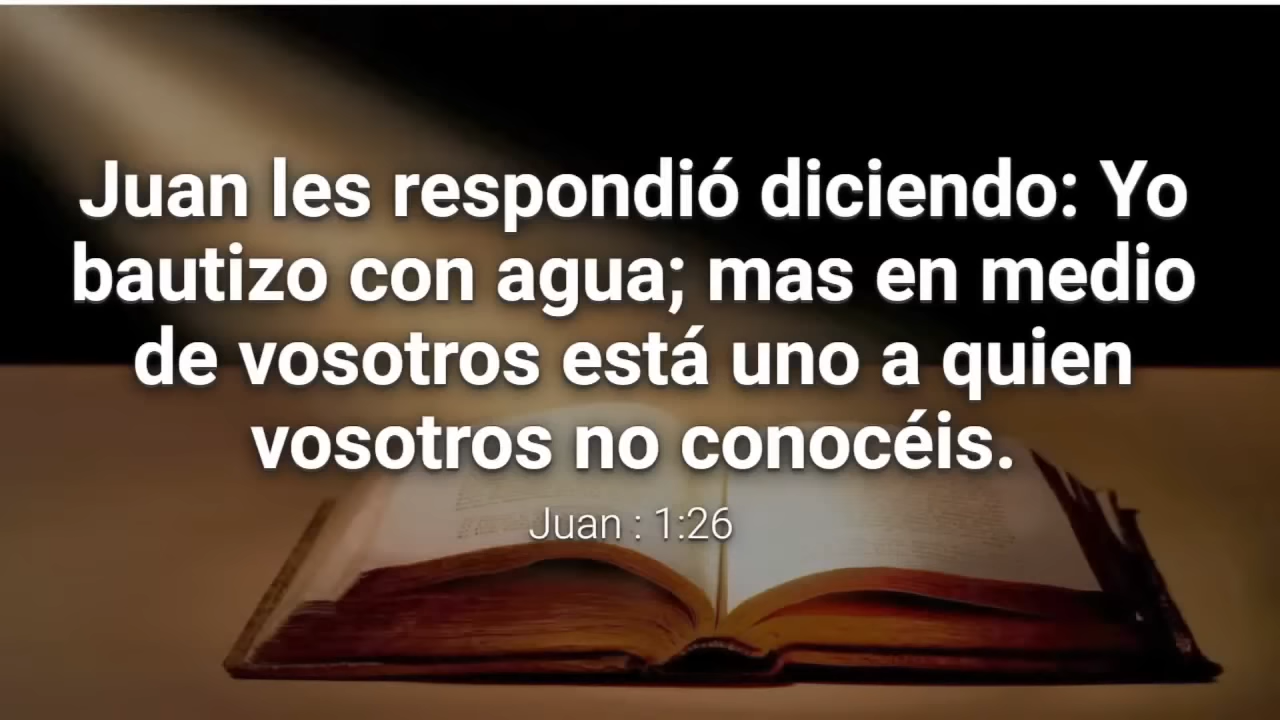 Juan les respondió diciendo: Yo
bautizo con agua; mas en medio
de vosotros está uno a quien
vosotros no conocéis.
Juan : 1:26